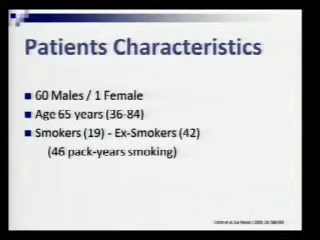 Patients Characteristics
60 Males / 1 Female
Age 65 years (36-84)
Smokers (19) - Ex-Smokers (42)
(46 pack-years smoking)